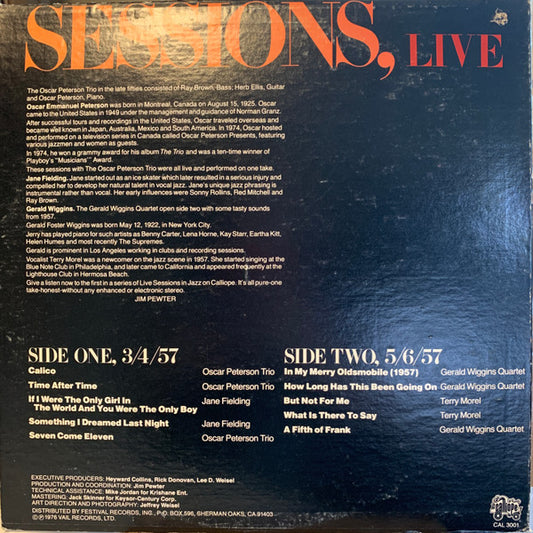 SESSIONS, LIVE
The Oscar Peterson Trio in the late fifties consisted of Ray Brown, Bass; Herb Ellis, Guitar
and Oscar Peterson, Piano.
Oscar Emmanuel Peterson was born in Montreal, Canada on August 15, 1925. Oscar
came to the United States in 1949 under the management and guidance of Norman Granz.
After successful tours and recordings in the United States, Oscar traveled overseas and
became well known in Japan, Australia, Mexico and South America. In 1974, Oscar hosted
and performed on a television series in Canada called Oscar Peterson Presents, featuring
various jazzmen and women as guests.
In 1974, he won a grammy award for his album The Trio and was a ten-time winner of
Playboy's "Musicians'" Award.
These sessions with The Oscar Peterson Trio were all live and performed on one take.
Jane Fielding. Jane started out as an ice skater which later resulted in a serious injury and
compelled her to develop her natural talent in vocal jazz. Jane's unique jazz phrasing is
instrumental rather than vocal. Her early influences were Sonny Rollins, Red Mitchell and
Ray Brown.
Gerald Wiggins. The Gerald Wiggins Quartet open side two with some tasty sounds
from 1957.
Gerald Foster Wiggins was born May 12, 1922, in New York City.
Jerry has played piano for such artists as Benny Carter, Lena Horne, Kay Starr, Eartha Kitt,
Helen Humes and most recently The Supremes.
Gerald is prominent in Los Angeles working in clubs and recording sessions.
Vocalist Terry Morel was a newcomer on the jazz scene in 1957. She started singing at the
Blue Note Club in Philadelphia, and later came to California and appeared frequently at the
Lighthouse Club in Hermosa Beach.
Give a listen now to the first in a series of Live Sessions in Jazz on Calliope. It's all pure-one
take-honest-without any enhanced or electronic stereo.
JIM PEWTER
SIDE ONE, 3/4/57
Calico Oscar Peterson Trio
Time After Time Oscar Peterson Trio
If I Were The Only Girl In
The World And You Were The Only Boy Jane Fielding
Something I Dreamed Last Night Jane Fielding
Seven Come Eleven Oscar Peterson Trio
SIDE TWO, 5/6/57
In My Merry Oldsmobile (1957) Gerald Wiggins Quartet
How Long Has This Been Going On Gerald Wiggins Quartet
But Not For Me Terry Morel
What Is There To Say Terry Morel
A Fifth of Frank Gerald Wiggins Quartet
EXECUTIVE PRODUCERS: Heyward Collins, Rick Donovan, Lee D. Weisel
PRODUCTION AND COORDINATION: Jim Pewter
TECHNICAL ASSISTANCE: Mike Jordan for Krishane Ent.
MASTERING: Jack Skinner for Keysor-Century Corp.
ART DIRECTION AND PHOTOGRAPHY: Jeffrey Weisel
DISTRIBUTED BY FESTIVAL RECORDS, INC., P.O. BOX 596, SHERMAN OAKS, CA 91403
©℗1976 VAIL RECORDS, LTD.
CAL 3001